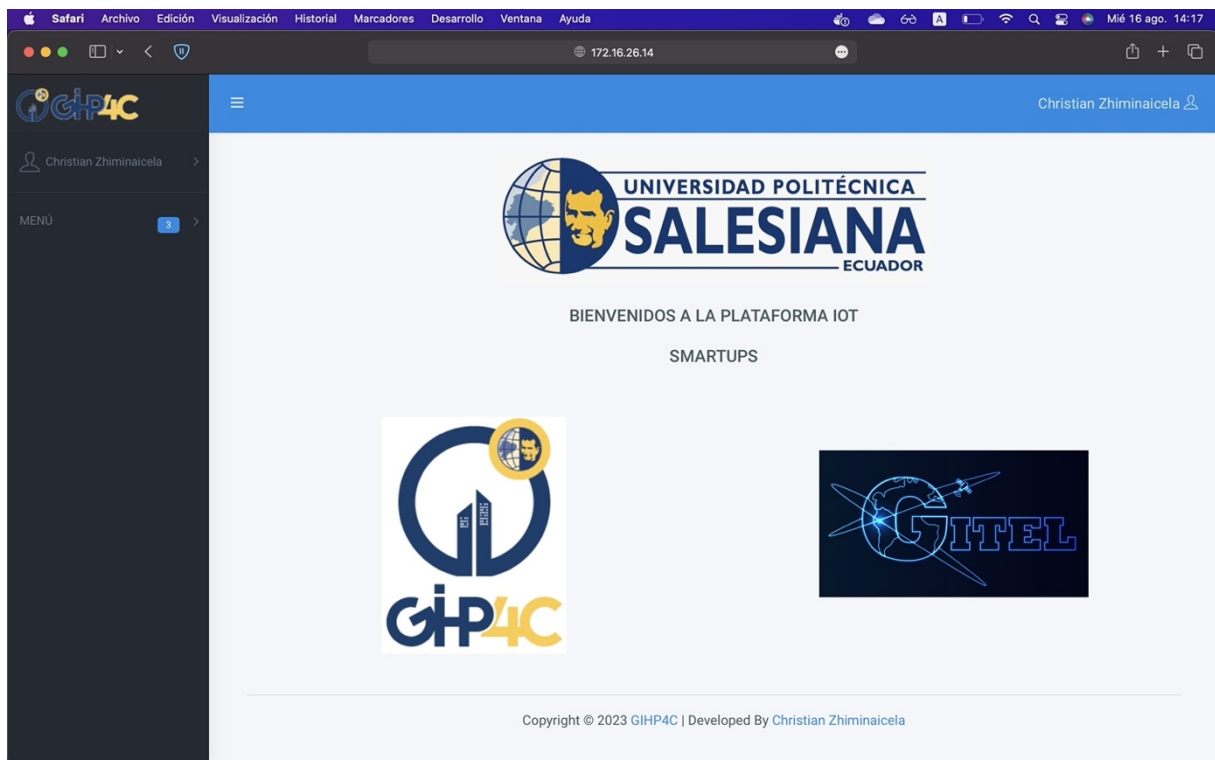 Safari Archivo Edición Visualización Historial Marcadores Desarrollo Ventana Ayuda A Mié 16 ago. 14:17
172.16.26.14
GIHP4C
Christian Zhiminaicela
Christian Zhiminaicela
MENÚ 3
UNIVERSIDAD POLITÉCNICA
SALESIANA
ECUADOR
BIENVENIDOS A LA PLATAFORMA IOT
SMARTUPS
GIHP4C
GITEL
Copyright © 2023 GIHP4C | Developed By Christian Zhiminaicela